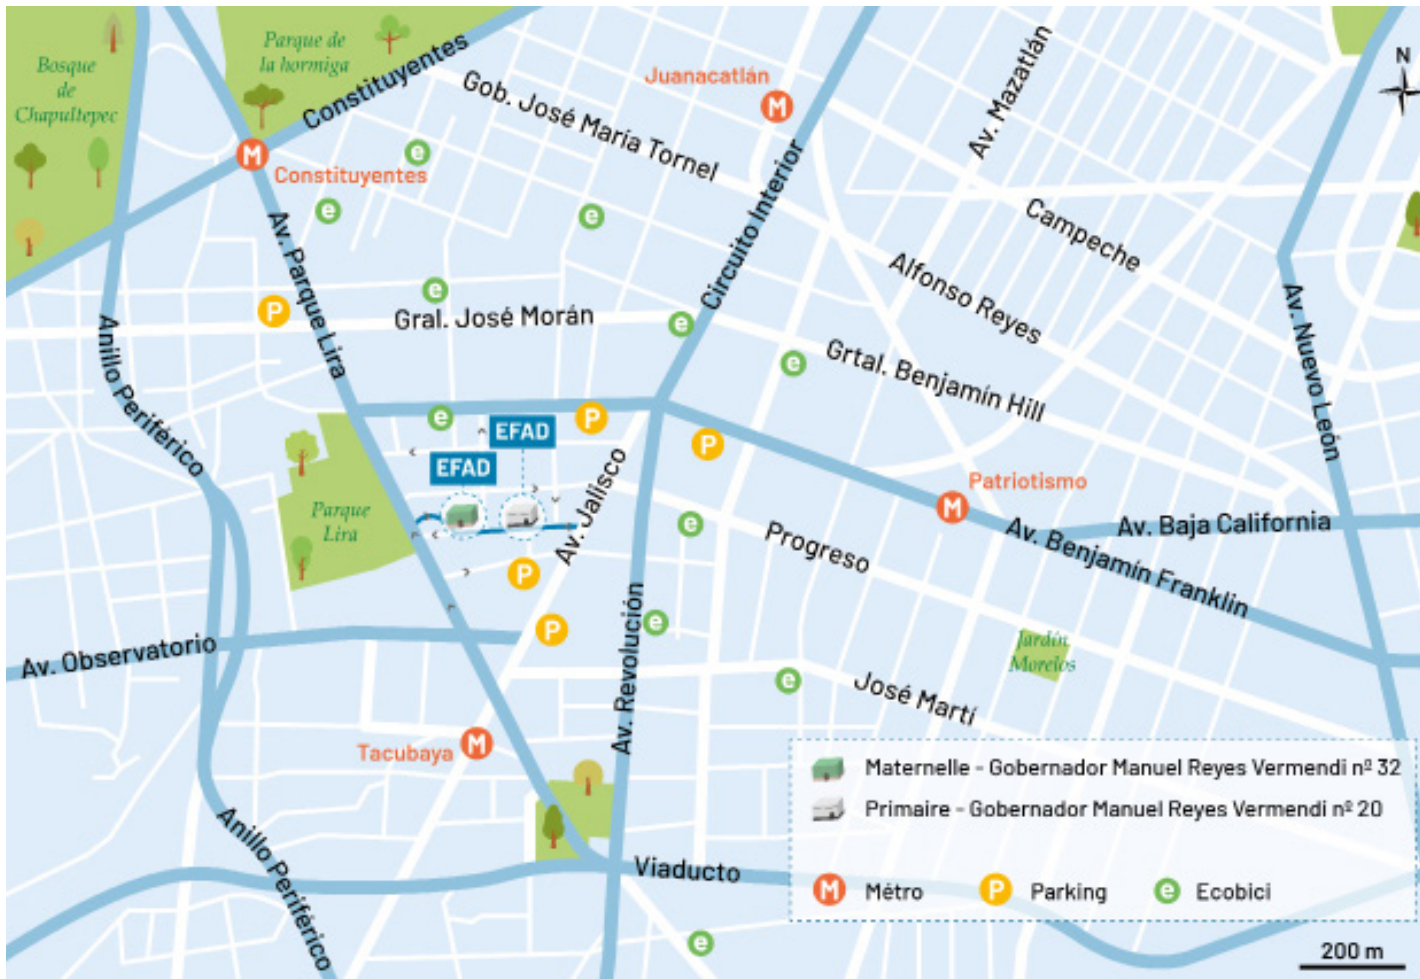 Bosque
de
Chapultepec
Parque de
la hormiga
Constituyentes
Gob. José María Tornel
Juanacatlán
M
Av. Mazatlán
N
M
Constituyentes
e
e
e
Av. Parque Lira
Circuito Interior
Campeche
Alfonso Reyes
Av. Nuevo León
P
e
Gral. José Morán
e
Grtal. Benjamín Hill
e
Anillo Periférico
e
P
P
EFAD
EFAD
Av. Jalisco
Patriotismo
M
Av. Baja California
Av. Benjamín Franklin
Parque
Lira
e
Progreso
P
P
e
Av. Revolución
Av. Observatorio
Jardín
Morelos
e
José Martí
Tacubaya
M
Anillo Periférico
Viaducto
e
Maternelle - Gobernador Manuel Reyes Vermendi nº 32
Primaire - Gobernador Manuel Reyes Vermendi nº 20
M Métro P Parking e Ecobici
200 m